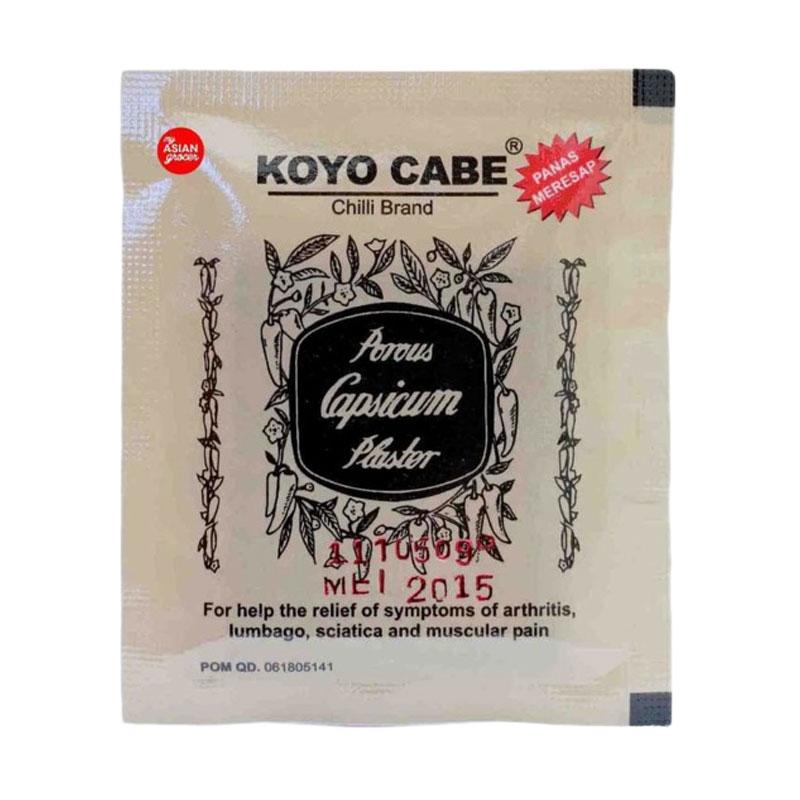 my
ASIAN
grocer
KOYO CABE®
Chilli Brand
PANAS
MERESAP
Porous
Capsicum
Plaster
MEI 2015
For help the relief of symptoms of arthritis,
lumbago, sciatica and muscular pain
POM QD. 061805141